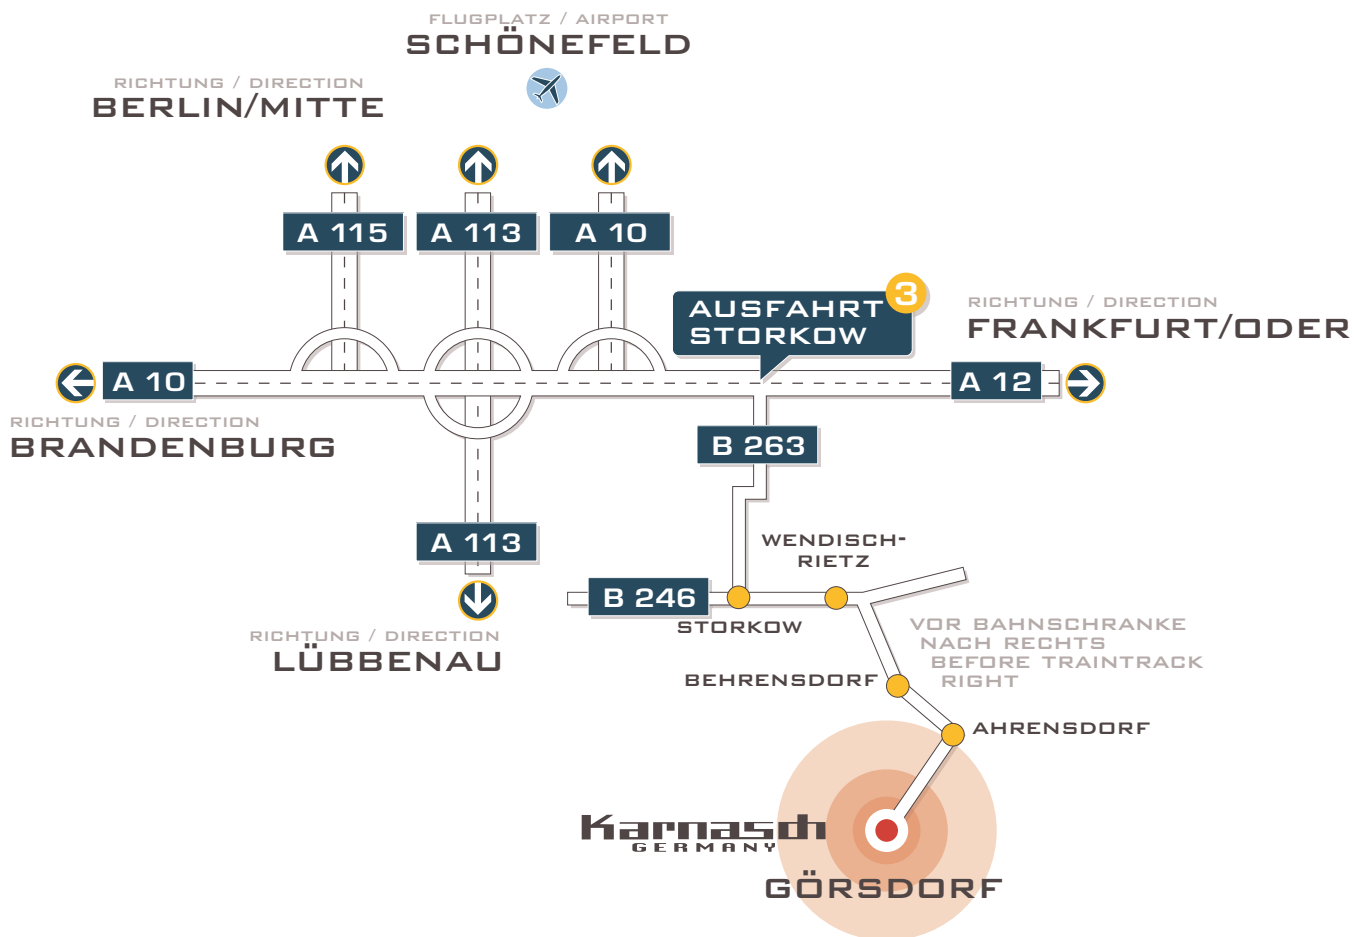 FLUGPLATZ / AIRPORT
SCHÖNEFELD
RICHTUNG / DIRECTION
BERLIN/MITTE
A 115
A 113
A 10
AUSFAHRT
STORKOW
3
RICHTUNG / DIRECTION
FRANKFURT/ODER
A 10
A 12
RICHTUNG / DIRECTION
BRANDENBURG
B 263
A 113
WENDISCH-
RIETZ
B 246
STORKOW
RICHTUNG / DIRECTION
LÜBBENAU
VOR BAHNSCHRANKE
NACH RECHTS
BEFORE TRAINTRACK
RIGHT
BEHRENSDORF
AHRENSDORF
Karnasch
GERMANY
GÖRSDORF